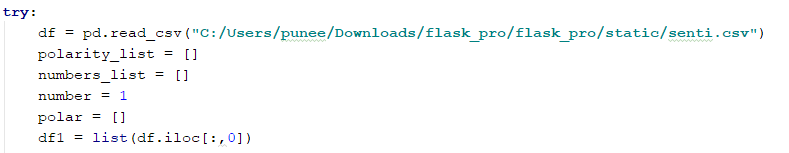 try:
    df = pd.read_csv("C:/Users/punee/Downloads/flask_pro/flask_pro/static/senti.csv")
    polarity_list = []
    numbers_list = []
    number = 1
    polar = []
    df1 = list(df.iloc[:,0])